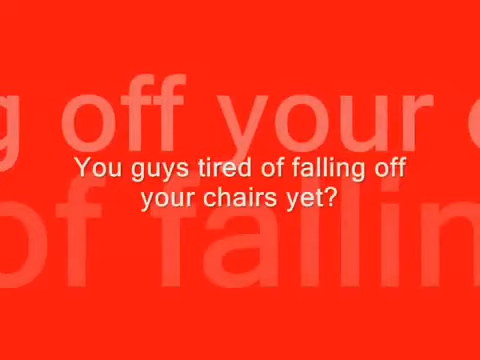 g off your c
You guys tired of falling off
your chairs yet?
of fallin